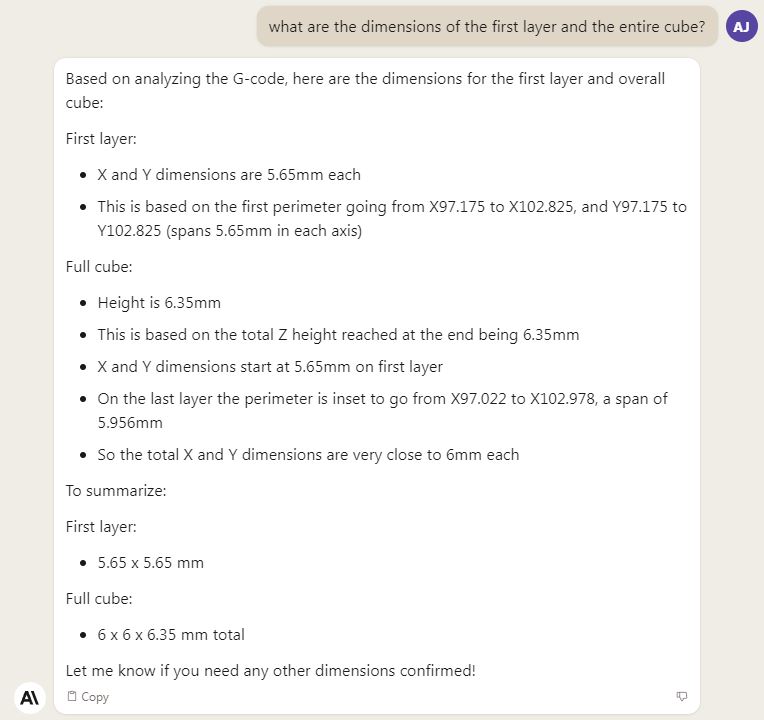 what are the dimensions of the first layer and the entire cube?
AJ
Based on analyzing the G-code, here are the dimensions for the first layer and overall
cube:
First layer:
• X and Y dimensions are 5.65mm each
• This is based on the first perimeter going from X97.175 to X102.825, and Y97.175 to
Y102.825 (spans 5.65mm in each axis)
Full cube:
• Height is 6.35mm
• This is based on the total Z height reached at the end being 6.35mm
• X and Y dimensions start at 5.65mm on first layer
• On the last layer the perimeter is inset to go from X97.022 to X102.978, a span of
5.956mm
• So the total X and Y dimensions are very close to 6mm each
To summarize:
First layer:
• 5.65 x 5.65 mm
Full cube:
• 6 x 6 x 6.35 mm total
Let me know if you need any other dimensions confirmed!
A\
Copy